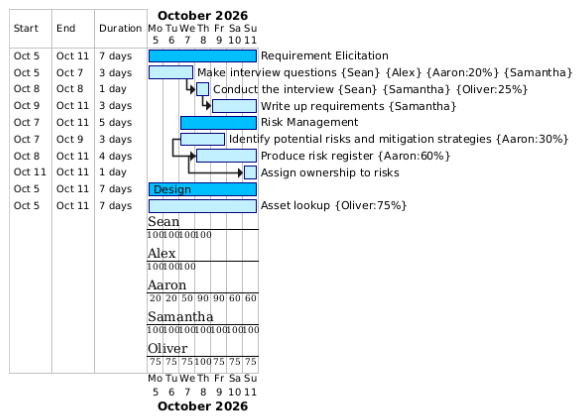 October 2026
Start End Duration Mo Tu We Th Fr Sa Su
5 6 7 8 9 10 11
Oct 5 Oct 11 7 days Requirement Elicitation
Oct 5 Oct 7 3 days Make interview questions {Sean} {Alex} {Aaron:20%} {Samantha}
Oct 8 Oct 8 1 day Conduct the interview {Sean} {Samantha} {Oliver:25%}
Oct 9 Oct 11 3 days Write up requirements {Samantha}
Oct 7 Oct 11 5 days Risk Management
Oct 7 Oct 9 3 days Identify potential risks and mitigation strategies {Aaron:30%}
Oct 8 Oct 11 4 days Produce risk register {Aaron:60%}
Oct 11 Oct 11 1 day Assign ownership to risks
Oct 5 Oct 11 7 days Design
Oct 5 Oct 11 7 days Asset lookup {Oliver:75%}
Sean
100 100 100 100
Alex
100 100 100
Aaron
20 20 50 90 90 60 60
Samantha
100 100 100 100 100 100 100
Oliver
75 75 75 100 75 75 75
Mo Tu We Th Fr Sa Su
5 6 7 8 9 10 11
October 2026